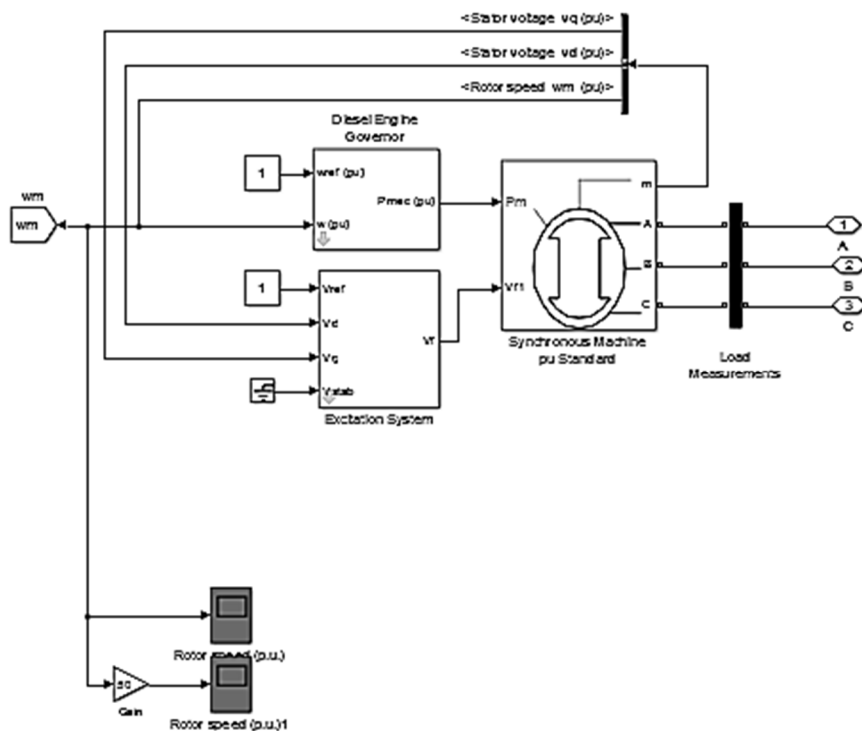 <Stator voltage vq (pu)>
<Stator voltage vd (pu)>
<Rotor speed wm (pu)>
Diesel Engine
Governor
1
wref (pu)
Pmec (pu)
w (pu)
wm
wm
Pm
m
A
B
C
Vf1
1
A
2
B
3
C
1
Vref
Vd
Vq
Vstab
Vf
Excitation System
Synchronous Machine
pu Standard
Load
Measurements
Rotor speed (p.u.)
50
Gain
Rotor speed (p.u.)1